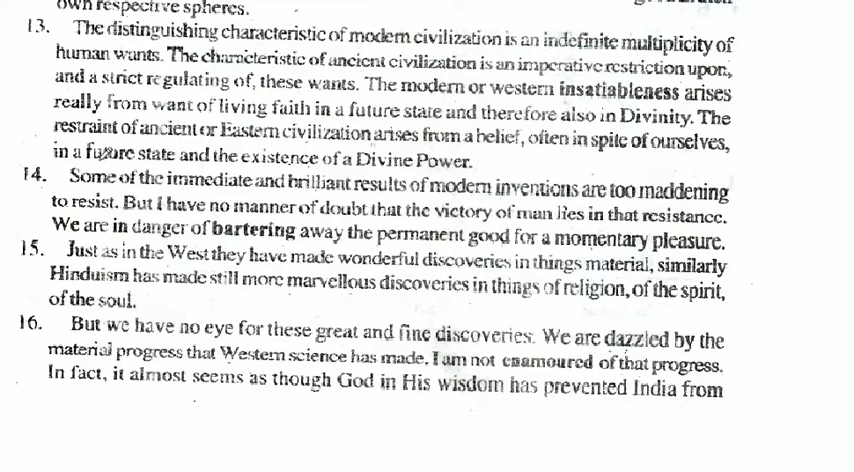 own respective spheres.
13. The distinguishing characteristic of modern civilization is an indefinite multiplicity of
human wants. The characteristic of ancient civilization is an imperative restriction upon,
and a strict regulating of, these wants. The modern or western insatiableness arises
really from want of living faith in a future state and therefore also in Divinity. The
restraint of ancient or Eastern civilization arises from a belief, often in spite of ourselves,
in a future state and the existence of a Divine Power.
14. Some of the immediate and brilliant results of modern inventions are too maddening
to resist. But I have no manner of doubt that the victory of man lies in that resistance.
We are in danger of bartering away the permanent good for a momentary pleasure.
15. Just as in the West they have made wonderful discoveries in things material, similarly
Hinduism has made still more marvellous discoveries in things of religion, of the spirit,
of the soul.
16. But we have no eye for these great and fine discoveries. We are dazzled by the
material progress that Western science has made. I am not enamoured of that progress.
In fact, it almost seems as though God in His wisdom has prevented India from